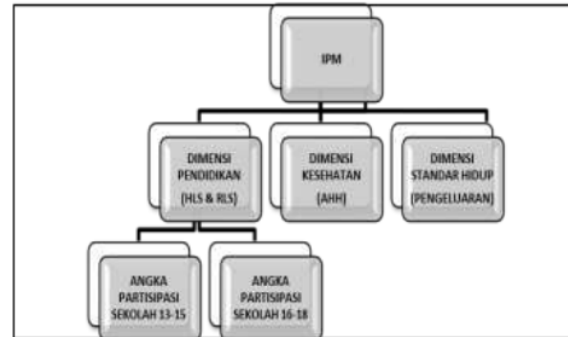 IPM
DIMENSI
PENDIDIKAN
(HLS & RLS)
DIMENSI
KESEHATAN
(AHH)
DIMENSI
STANDAR HIDUP
(PENGELUARAN)
ANGKA
PARTISIPASI
SEKOLAH 13-15
ANGKA
PARTISIPASI
SEKOLAH 16-18